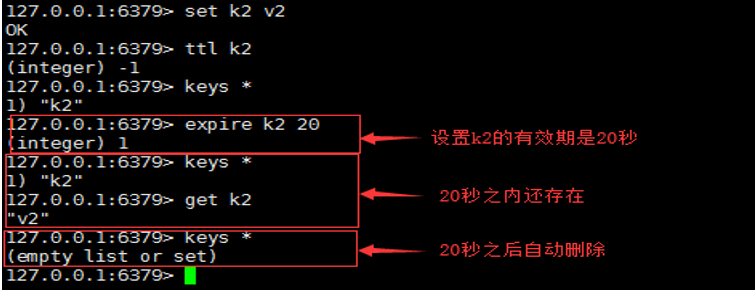 127.0.0.1:6379> set k2 v2
OK
127.0.0.1:6379> ttl k2
(integer) -1
127.0.0.1:6379> keys *
1) "k2"
127.0.0.1:6379> expire k2 20
(integer) 1
设置k2的有效期是20秒
127.0.0.1:6379> keys *
1) "k2"
127.0.0.1:6379> get k2
"v2"
20秒之内还存在
127.0.0.1:6379> keys *
(empty list or set)
20秒之后自动删除
127.0.0.1:6379>